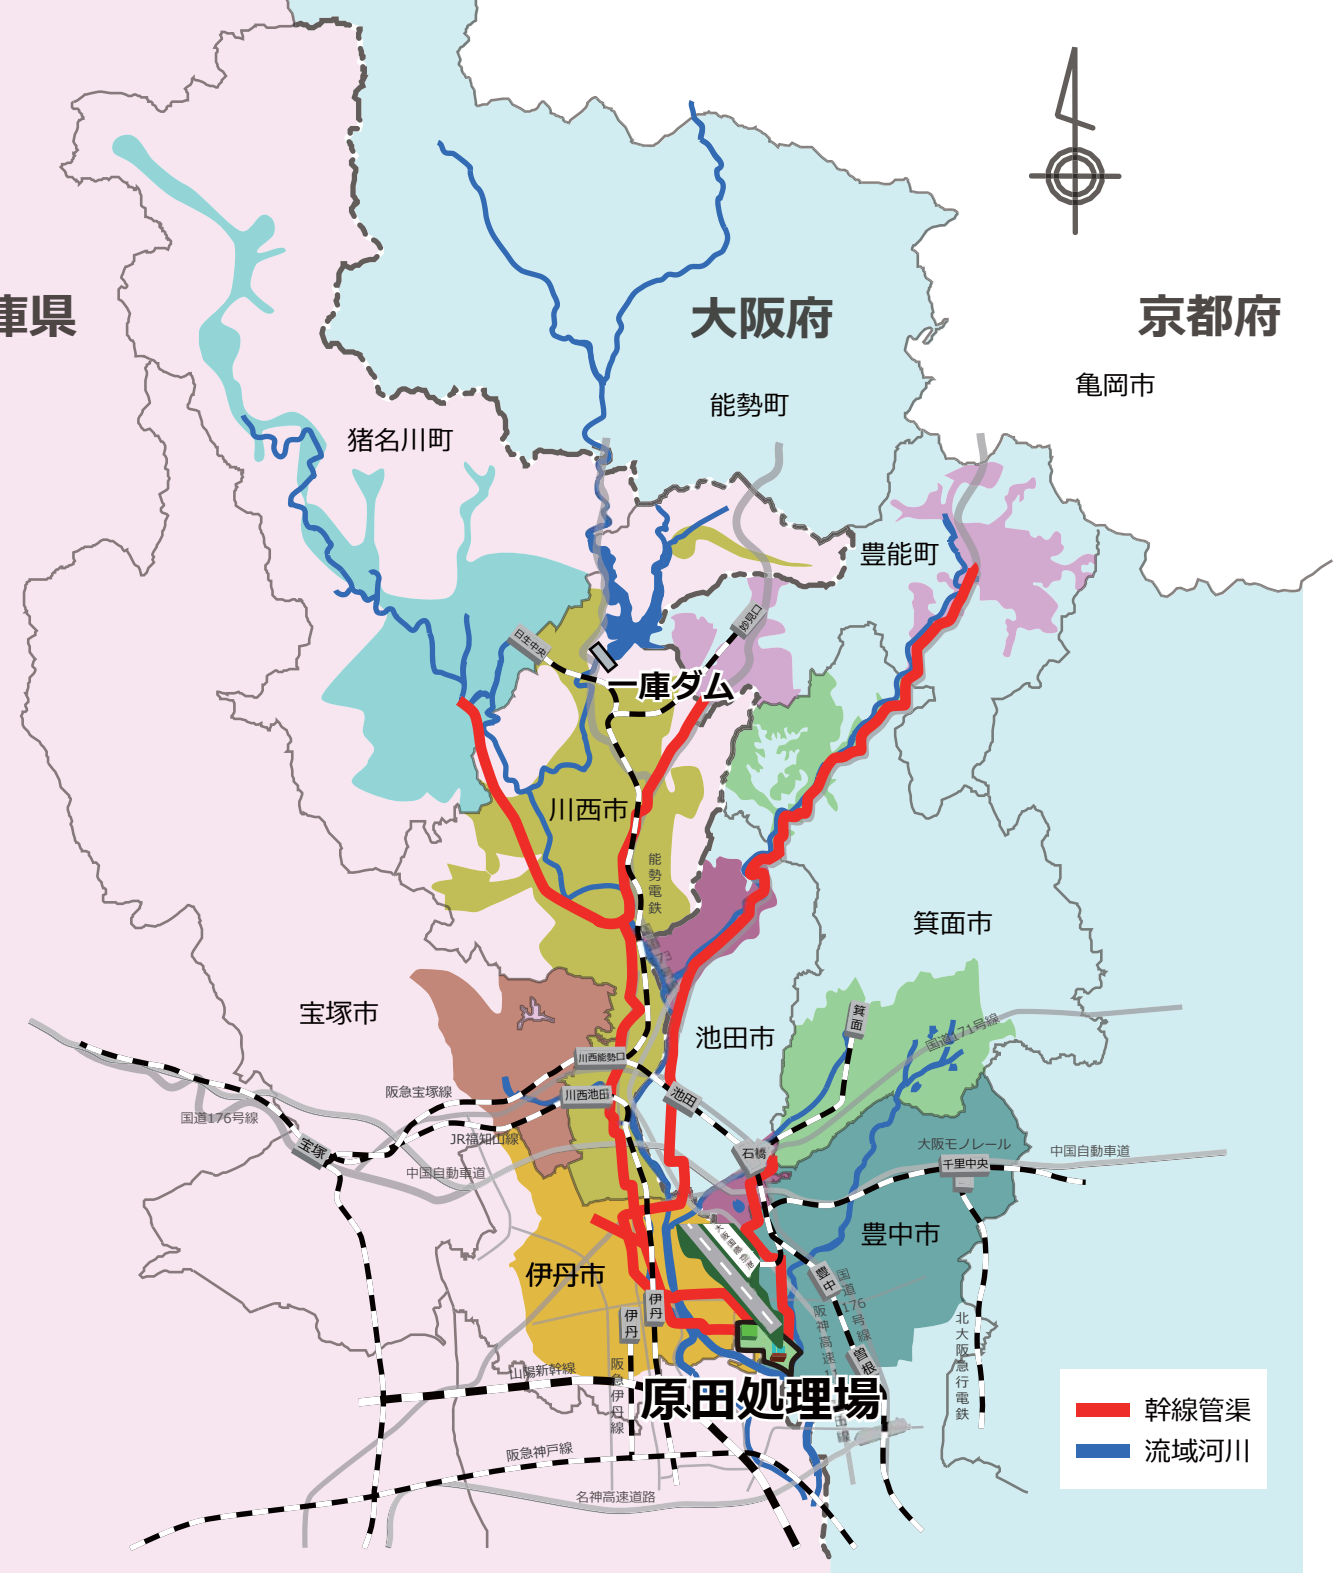 庫県
大阪府
京都府
亀岡市
能勢町
猪名川町
豊能町
妙見口
日生中央
一庫ダム
川西市
能勢電鉄
箕面市
宝塚市
池田市
箕面
国道171号線
川西能勢口
阪急宝塚線
川西池田
池田
国道176号線
JR福知山線
宝塚
中国自動車道
石橋
大阪モノレール
千里中央
中国自動車道
大阪国際空港
豊中市
伊丹市
豊中
国道176号線
伊丹
伊丹
北大阪急行電鉄
曽根
山陽新幹線
阪急伊丹線
原田処理場
幹線管渠
流域河川
阪急神戸線
名神高速道路